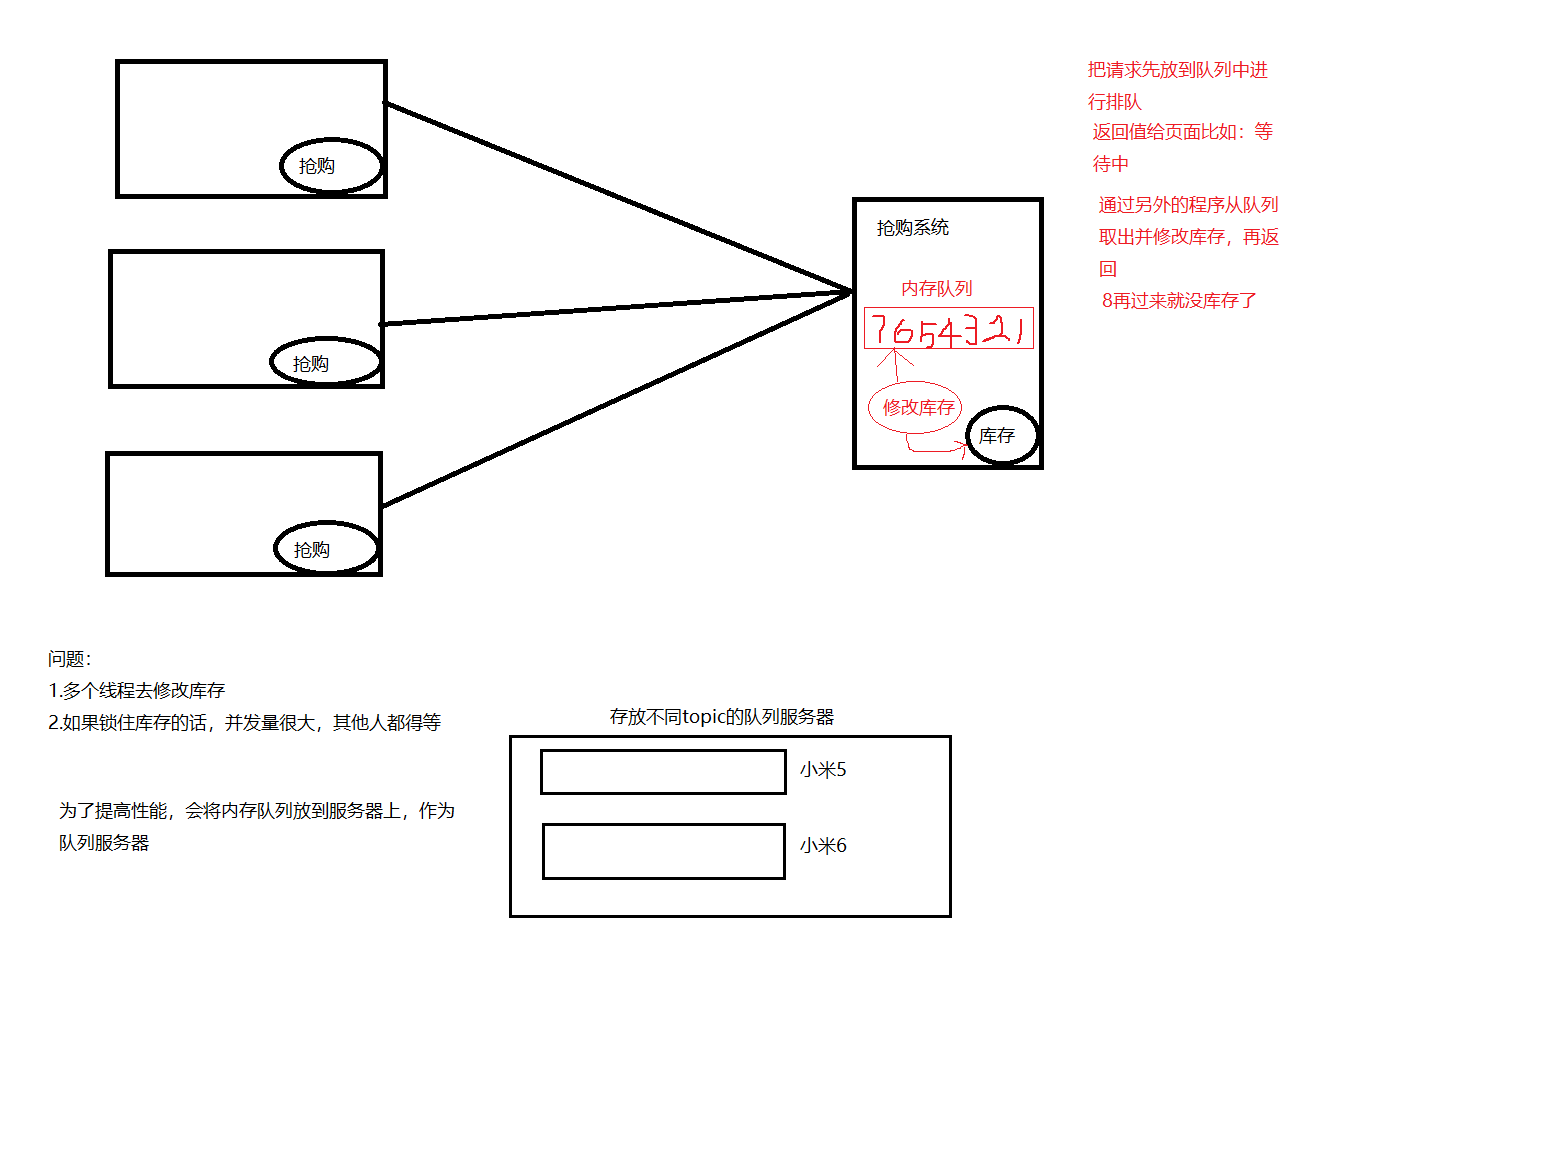 抢购
抢购
抢购
抢购系统
内存队列
7654321
修改库存
库存
把请求先放到队列中进
行排队
返回值给页面比如：等
待中
通过另外的程序从队列
取出并修改库存，再返
回
8再过来就没库存了
问题：
1.多个线程去修改库存
2.如果锁住库存的话，并发量很大，其他人都得等
为了提高性能，会将内存队列放到服务器上，作为
队列服务器
存放不同topic的队列服务器
小米5
小米6